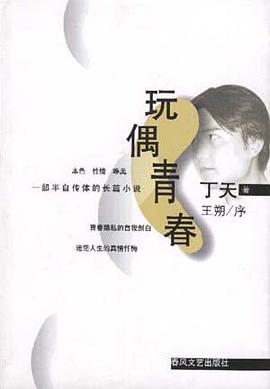 玩偶青春
本色 性情 唯美
一部半自传体的长篇小说
丁天 著
王朔/序
青春隐私的自我剖白
迷茫人生的真情忏悔
春风文艺出版社